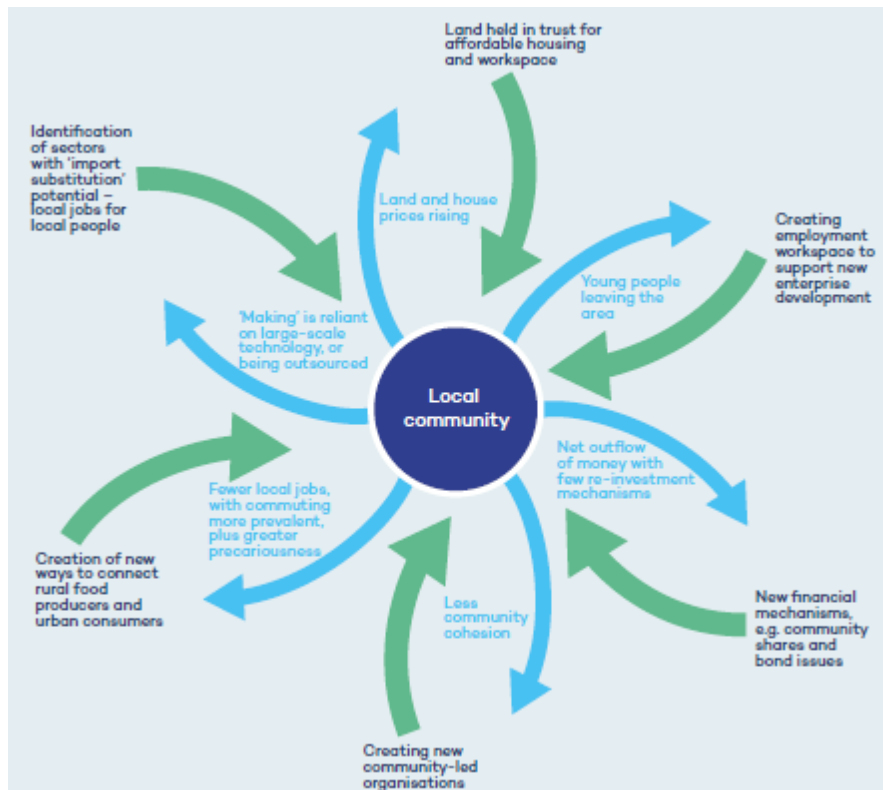 Land held in trust for
affordable housing
and workspace
Identification
of sectors
with ‘import
substitution’
potential –
local jobs for
local people
Land and house
prices rising
Creating
employment
workspace to
support new
enterprise
development
Young people
leaving the
area
‘Making’ is reliant
on large-scale
technology, or
being outsourced
Local
community
Net outflow
of money with
few re-investment
mechanisms
Fewer local jobs,
with commuting
more prevalent,
plus greater
precariousness
Creation of new
ways to connect
rural food
producers and
urban consumers
Less
community
cohesion
New financial
mechanisms,
e.g. community
shares and
bond issues
Creating new
community-led
organisations